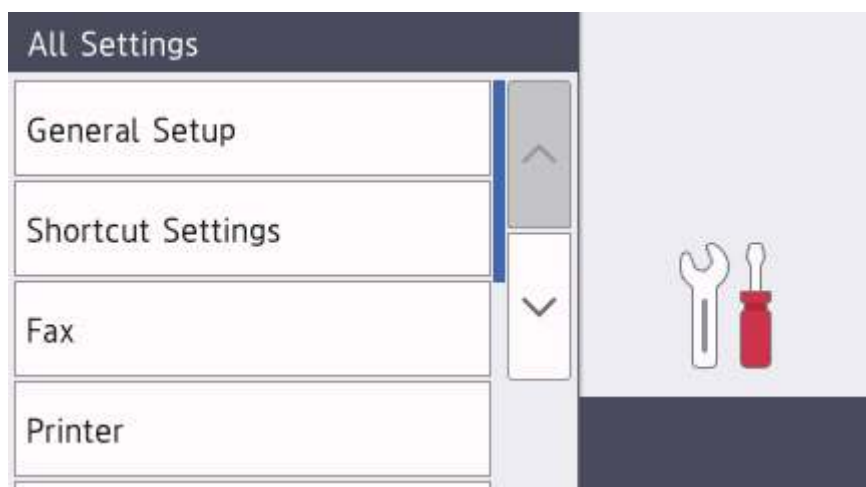 All Settings
General Setup
Shortcut Settings
Fax
Printer